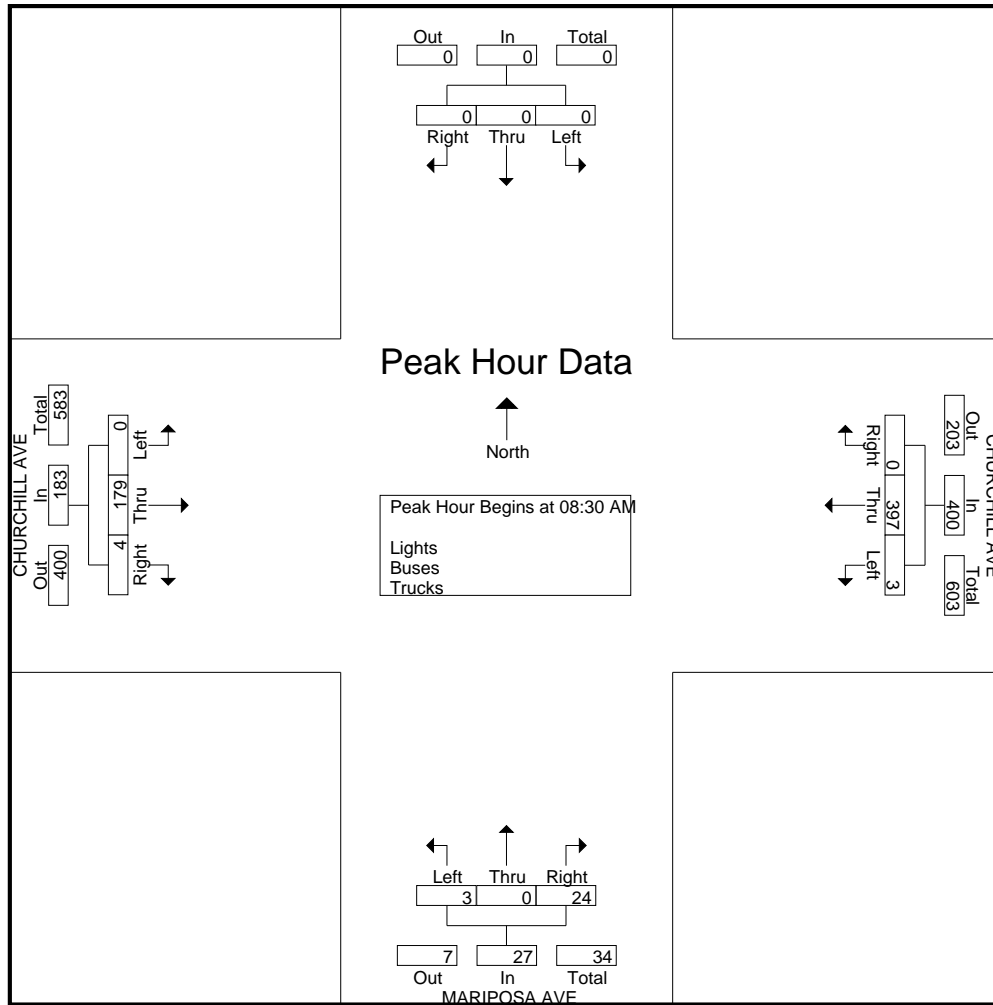 Out In Total
0 0 0
0 0 0
Right Thru Left
Peak Hour Data
North
Peak Hour Begins at 08:30 AM
Lights
Buses
Trucks
CHURCHILL AVE
Total In Out
583 183 400
0 179 4
Left Thru Right
Right Thru Left
0 397 3
203 400 603
Out In Total
CHURCHILL AVE
Left Thru Right
3 0 24
7 27 34
Out In Total
MARIPOSA AVE